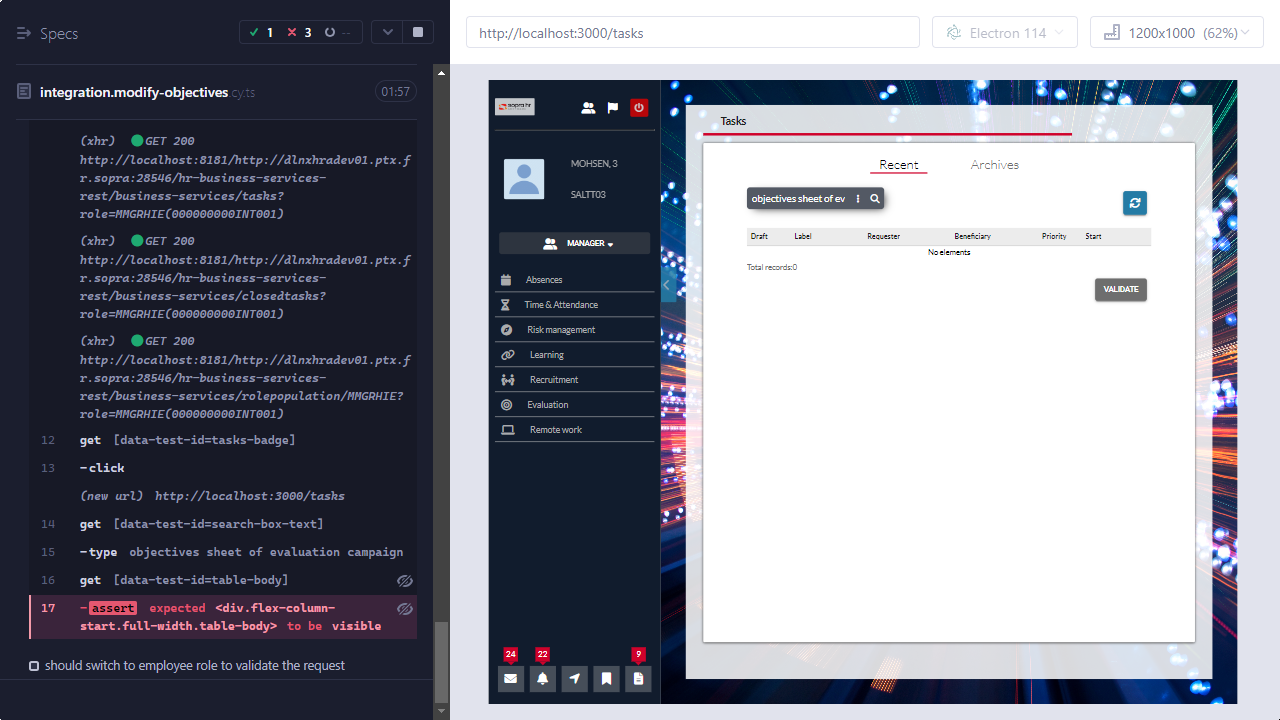 Specs
1
3
--
integration.modify-objectives.cy.ts
01:57
(xhr) GET 200
http://localhost:8181/http://dlnxhradev01.ptx.f
r.sopra:28546/hr-business-services-
rest/business-services/tasks?
role=MMGRHIE(000000000INT001)
(xhr) GET 200
http://localhost:8181/http://dlnxhradev01.ptx.f
r.sopra:28546/hr-business-services-
rest/business-services/closedtasks?
role=MMGRHIE(000000000INT001)
(xhr) GET 200
http://localhost:8181/http://dlnxhradev01.ptx.f
r.sopra:28546/hr-business-services-
rest/business-services/rolepopulation/MMGRHIE?
role=MMGRHIE(000000000INT001)
12 get [data-test-id=tasks-badge]
13 -click
(new url) http://localhost:3000/tasks
14 get [data-test-id=search-box-text]
15 -type objectives sheet of evaluation campaign
16 get [data-test-id=table-body]
17 -assert expected <div.flex-column-
start.full-width.table-body> to be visible
should switch to employee role to validate the request
http://localhost:3000/tasks
Electron 114
1200x1000 (62%)
sopra hr
MOHSEN, 3
SALTT03
MANAGER
Absences
Time & Attendance
Risk management
Learning
Recruitment
Evaluation
Remote work
24
22
9
Tasks
Recent
Archives
objectives sheet of ev
Draft Label Requester Beneficiary Priority Start
No elements
Total records:0
VALIDATE